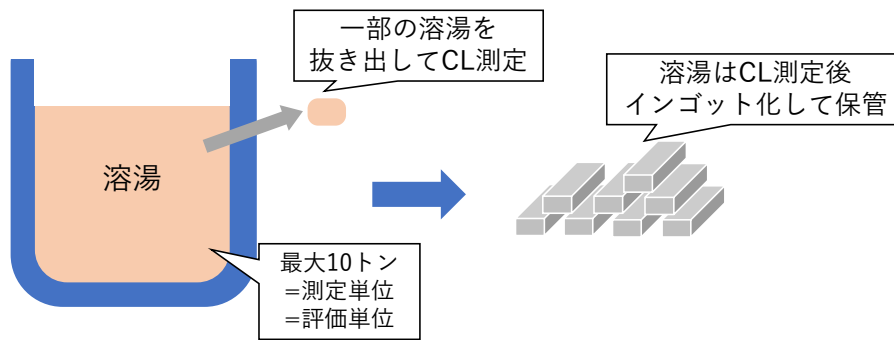 一部の溶湯を
抜き出してCL測定
溶湯はCL測定後
インゴット化して保管
溶湯
最大10トン
=測定単位
=評価単位